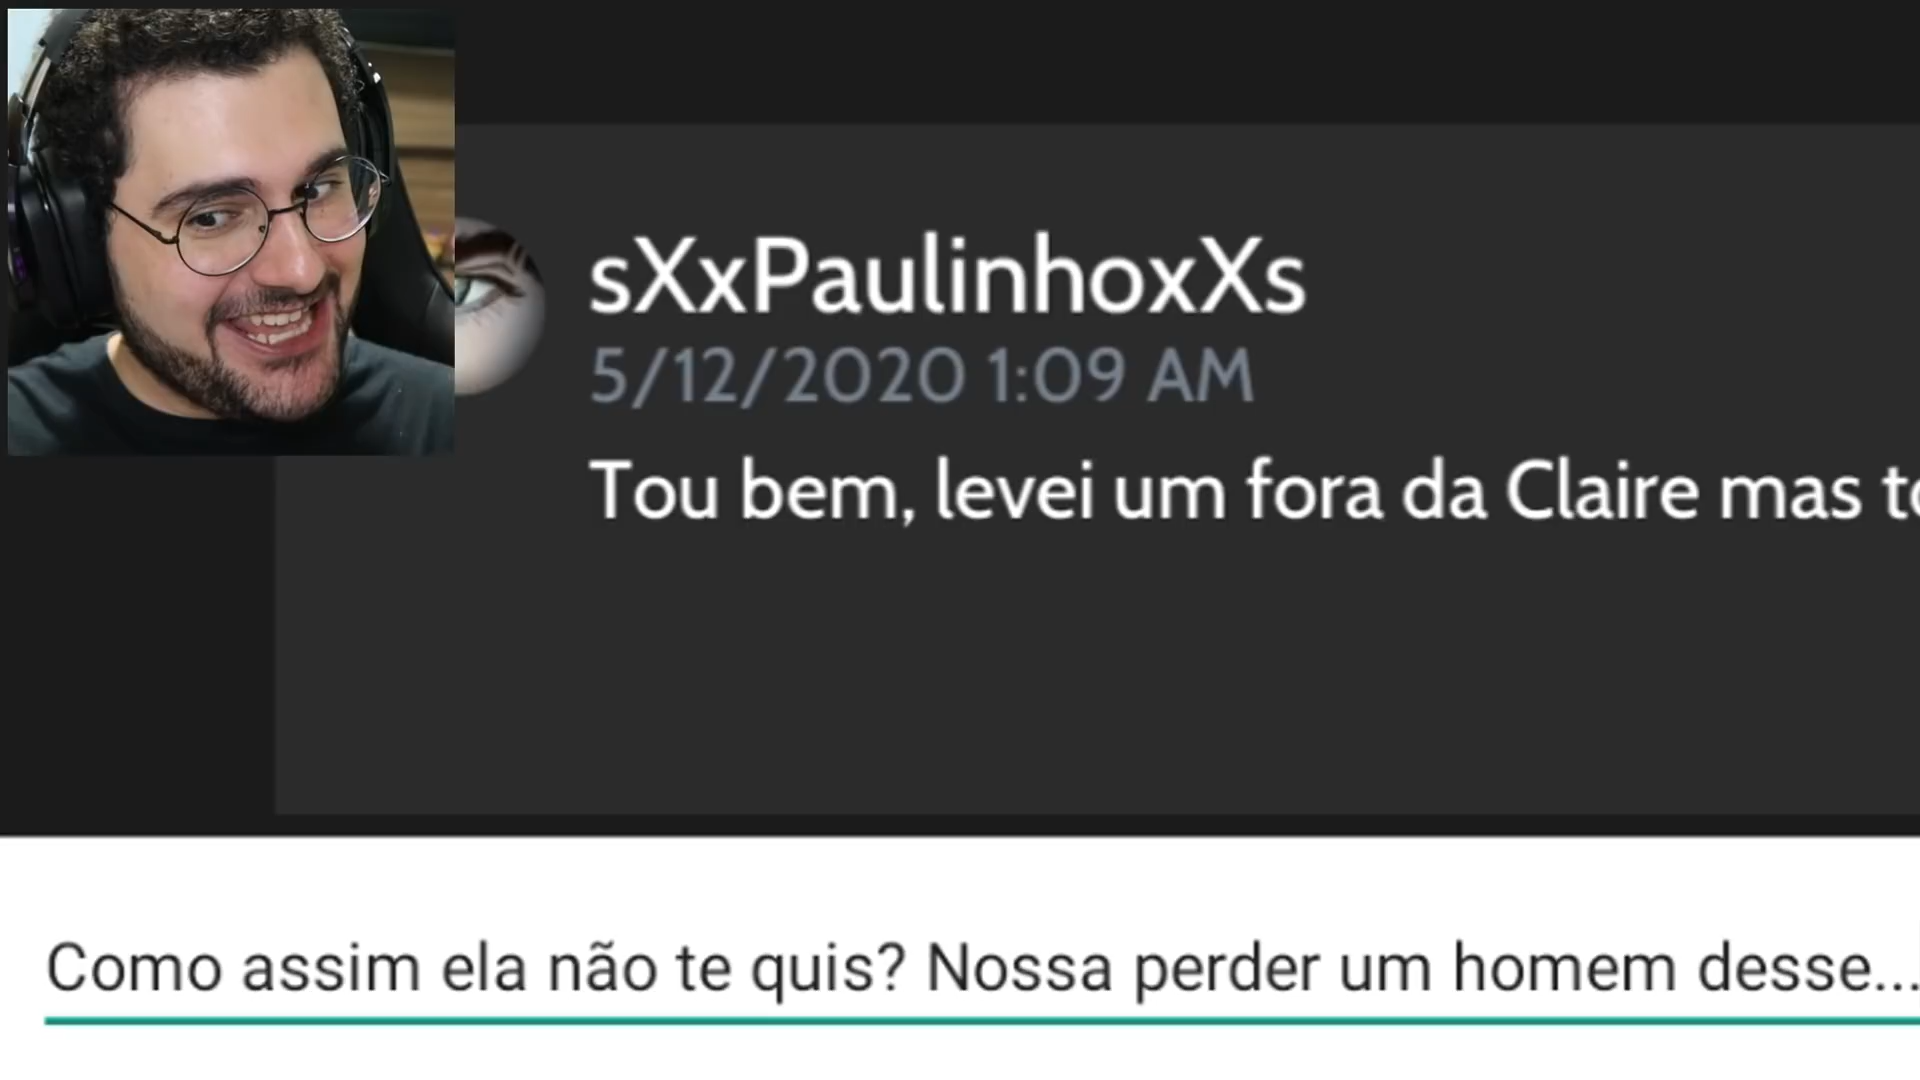 sXxPaulinhoxXs
5/12/2020 1:09 AM
Tou bem, levei um fora da Claire mas
Como assim ela não te quis? Nossa perder um homem desse...